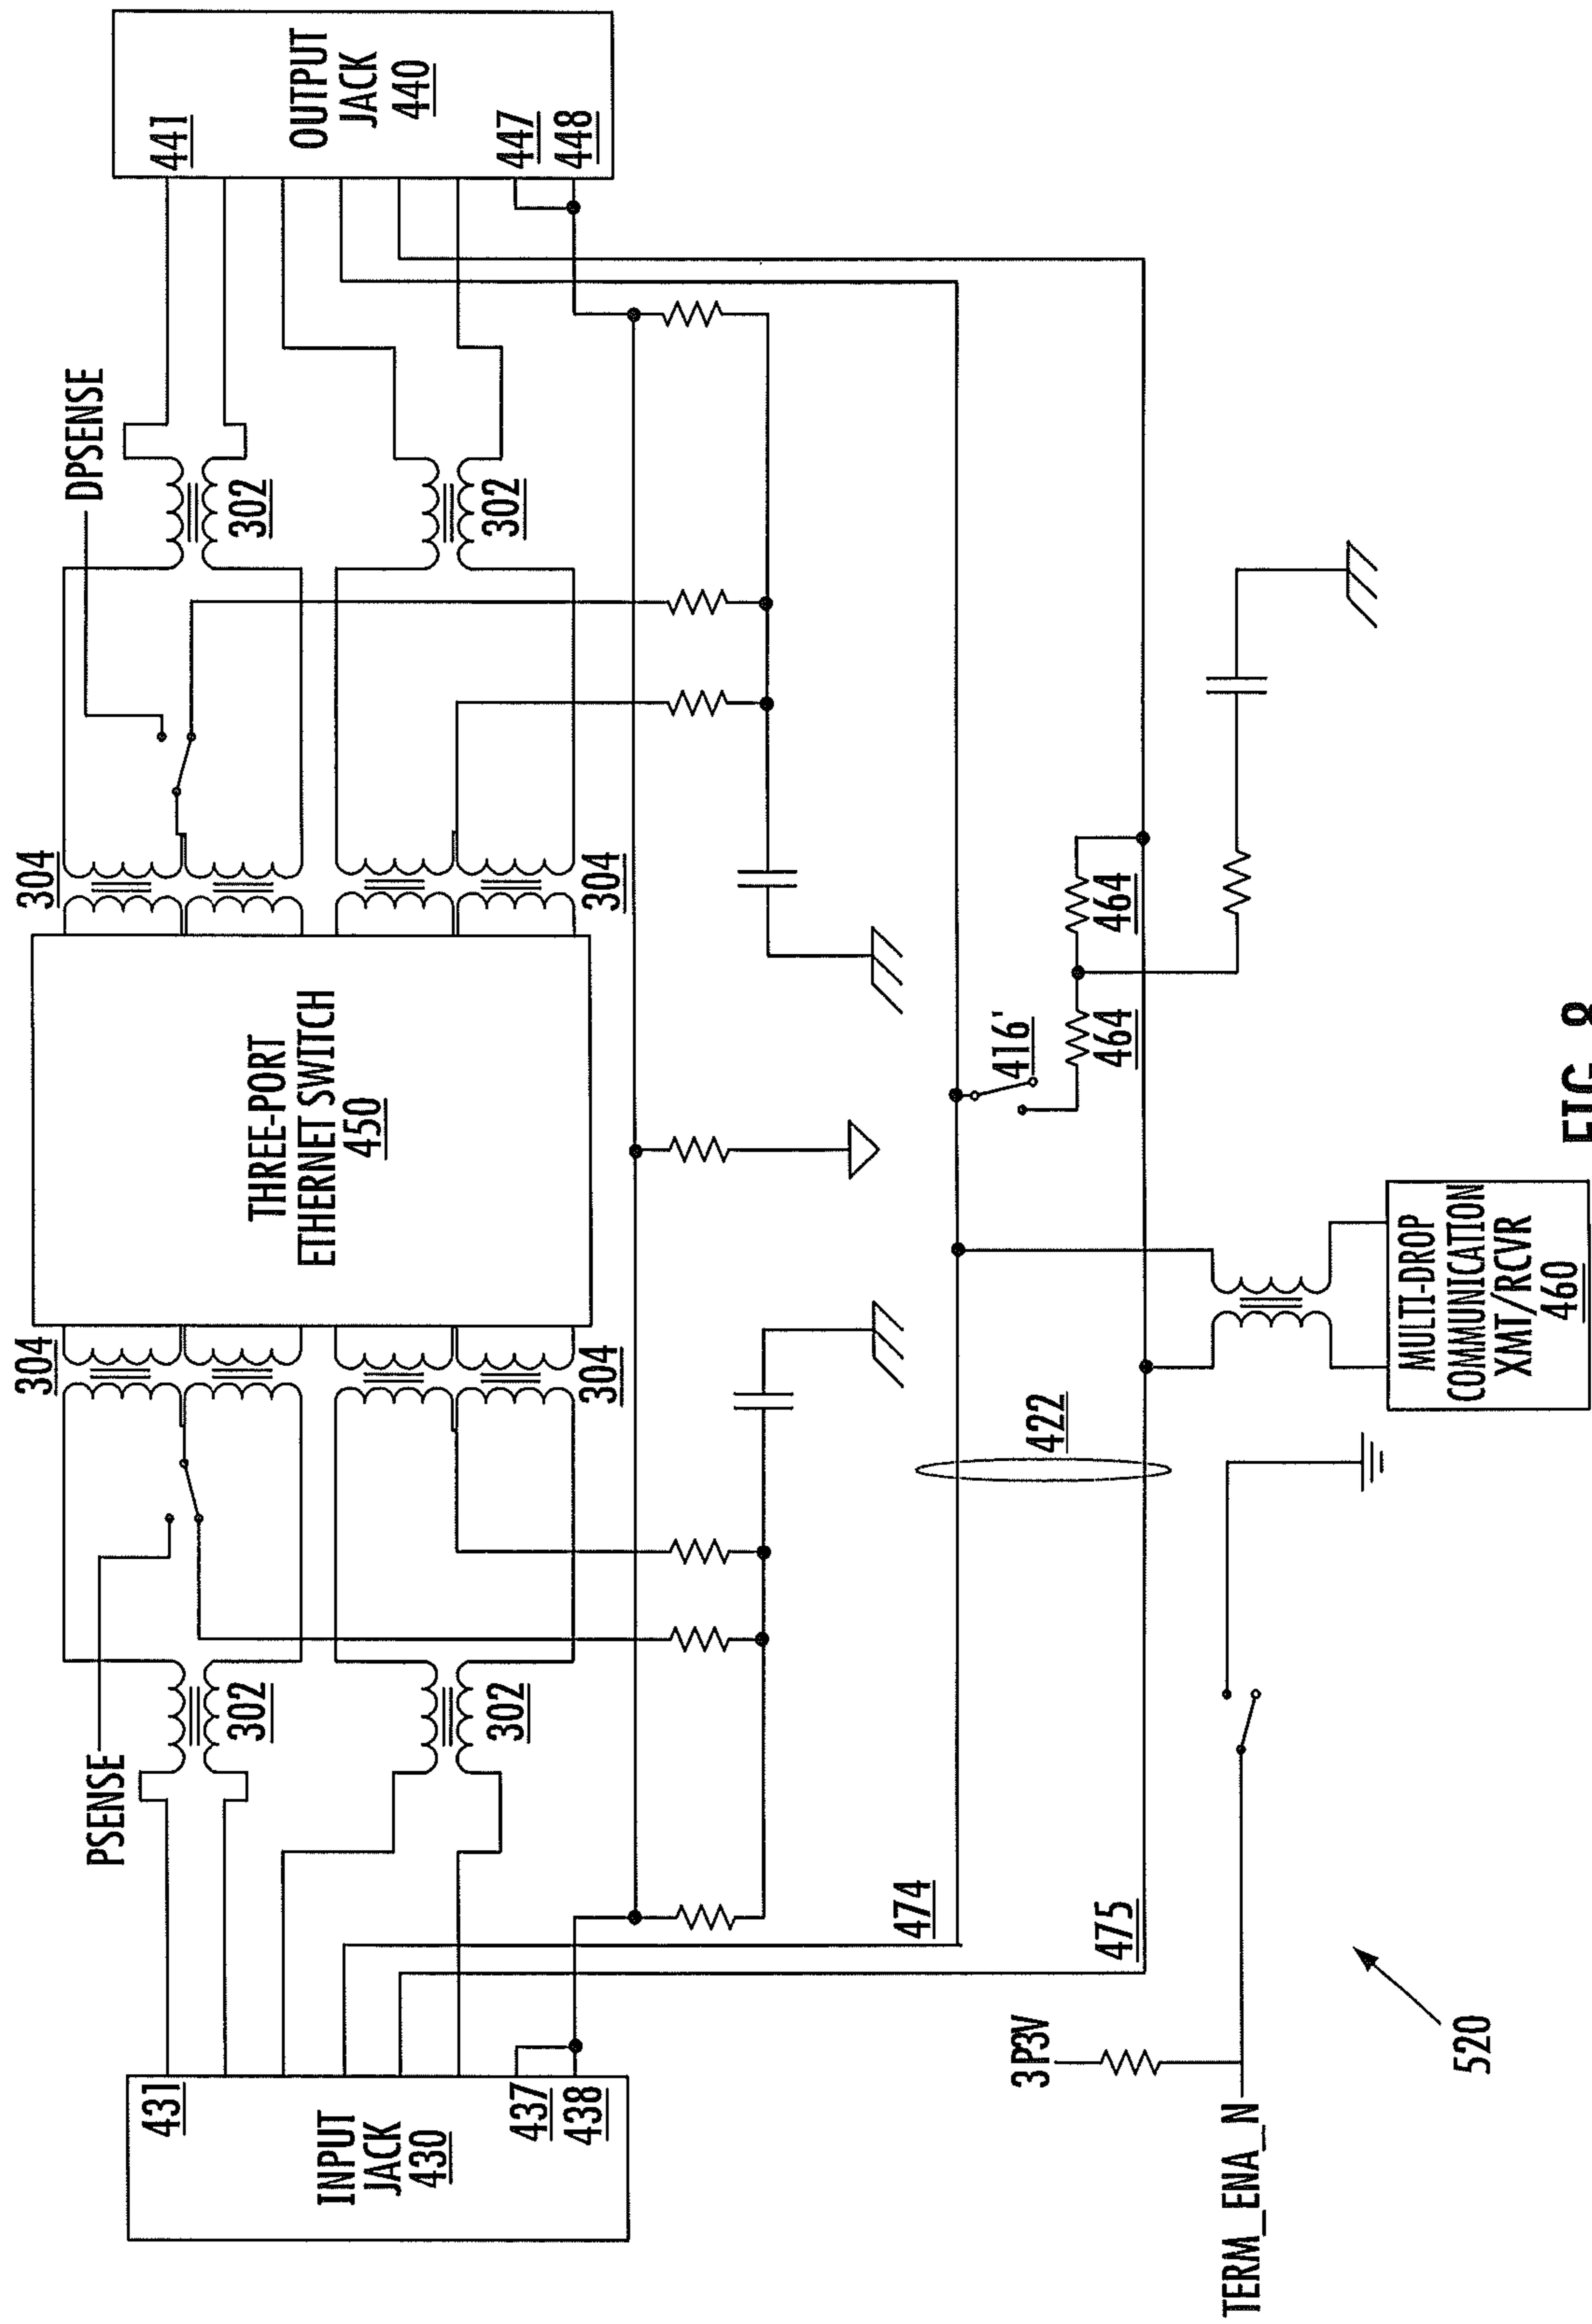 304
304
DPSENSE
PSENSE
302
302
302
302
304
304
431
INPUT
JACK
430
437
438
THREE-PORT
ETHERNET SWITCH
450
441
OUTPUT
JACK
440
447
448
474
475
422
416'
464
464
MULTI-DROP
COMMUNICATION
XMT/RCVR
460
3P3V
TERM_ENA_N
520
FIG. 8